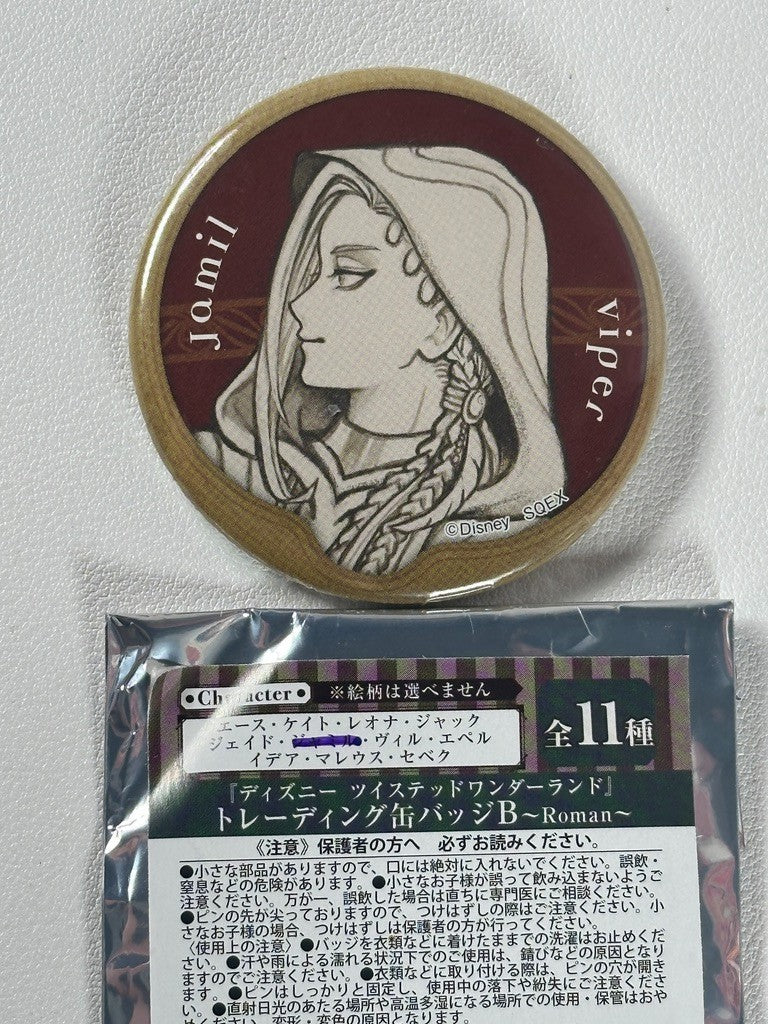 Jamil
viper
©Disney SQEX
•Character• ※絵柄は選べません
エース・ケイト・レオナ・ジャック
ジェイド・ジャミル・ヴィル・エペル
イデア・マレウス・セベク
全11種
『ディズニー ツイステッドワンダーランド』
トレーディング缶バッジB～Roman～
《注意》保護者の方へ 必ずお読みください。
●小さな部品がありますので、口には絶対に入れないでください。誤飲・
窒息などの危険があります。●小さなお子様が誤って飲み込まないようご
注意ください。万が一、誤飲した場合は直ちに専門医にご相談ください。
●ピンの先が尖っておりますので、つけはずしの際はご注意ください。小
さなお子様の場合、つけはずしは保護者の方が行ってください。
〈使用上の注意〉●バッジを衣類などに着けたままでの洗濯はお止めくださ
い。●汗や雨による濡れる状況下でのご使用は、錆びなどの原因となり
ますのでご注意ください。●衣類などに取り付ける際は、ピンの穴が開き
ます。●ピンはしっかりと固定し、使用中の落下や紛失にご注意くださ
い。●直射日光のあたる場所や高温多湿になる場所での使用・保管はおや
めください。変形・変色の原因となります。